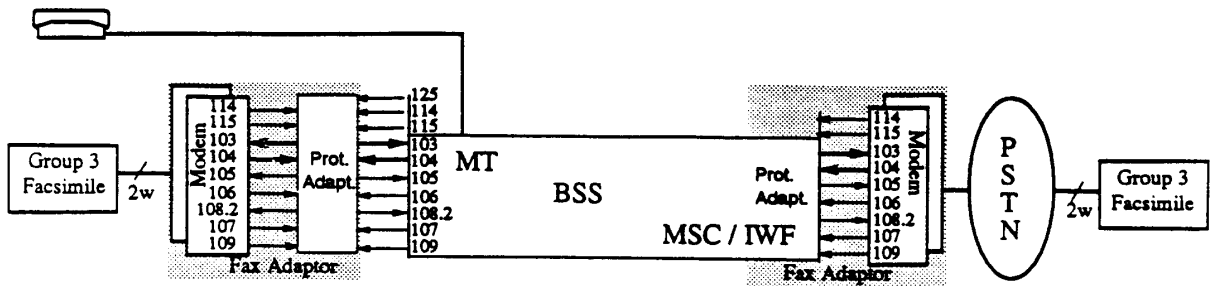 Group 3
Facsimile
2w
Modem
114
115
103
104
105
106
108.2
107
109
Prot.
Adapt.
Fax Adaptor
125
114
115
103
104
105
106
108.2
107
109
MT
BSS
MSC / IWF
Prot.
Adapt.
114
115
103
104
105
106
108.2
107
109
Modem
Fax Adaptor
PSTN
2w
Group 3
Facsimile